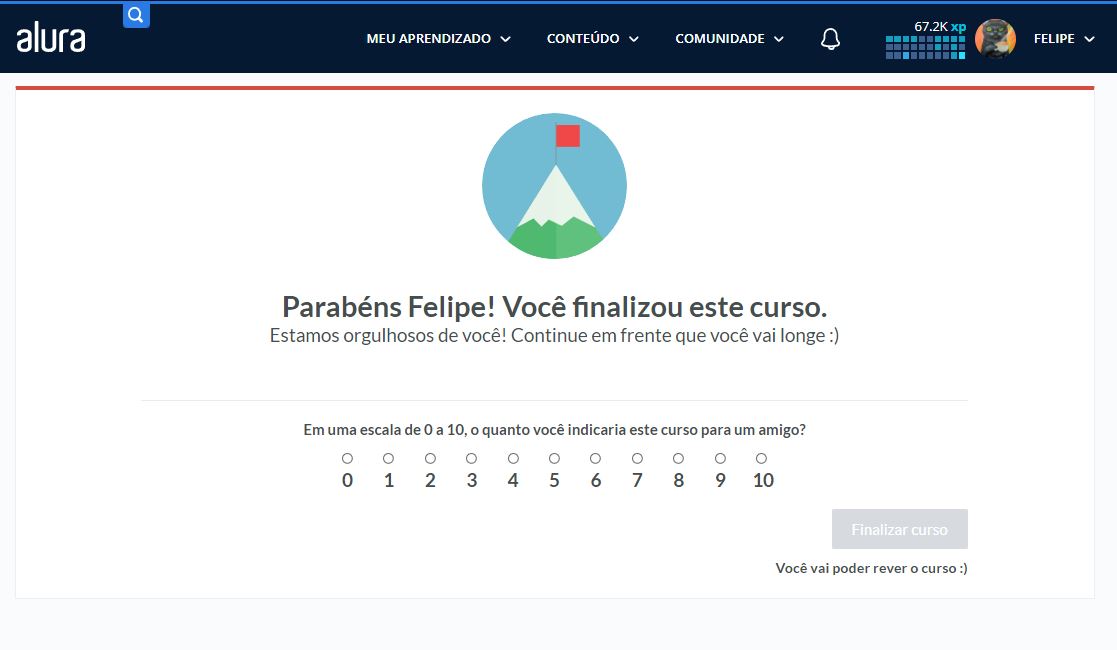 alura
MEU APRENDIZADO
CONTEÚDO
COMUNIDADE
67.2K xp
FELIPE
Parabéns Felipe! Você finalizou este curso.
Estamos orgulhosos de você! Continue em frente que você vai longe :)
Em uma escala de 0 a 10, o quanto você indicaria este curso para um amigo?
0 1 2 3 4 5 6 7 8 9 10
Finalizar curso
Você vai poder rever o curso :)